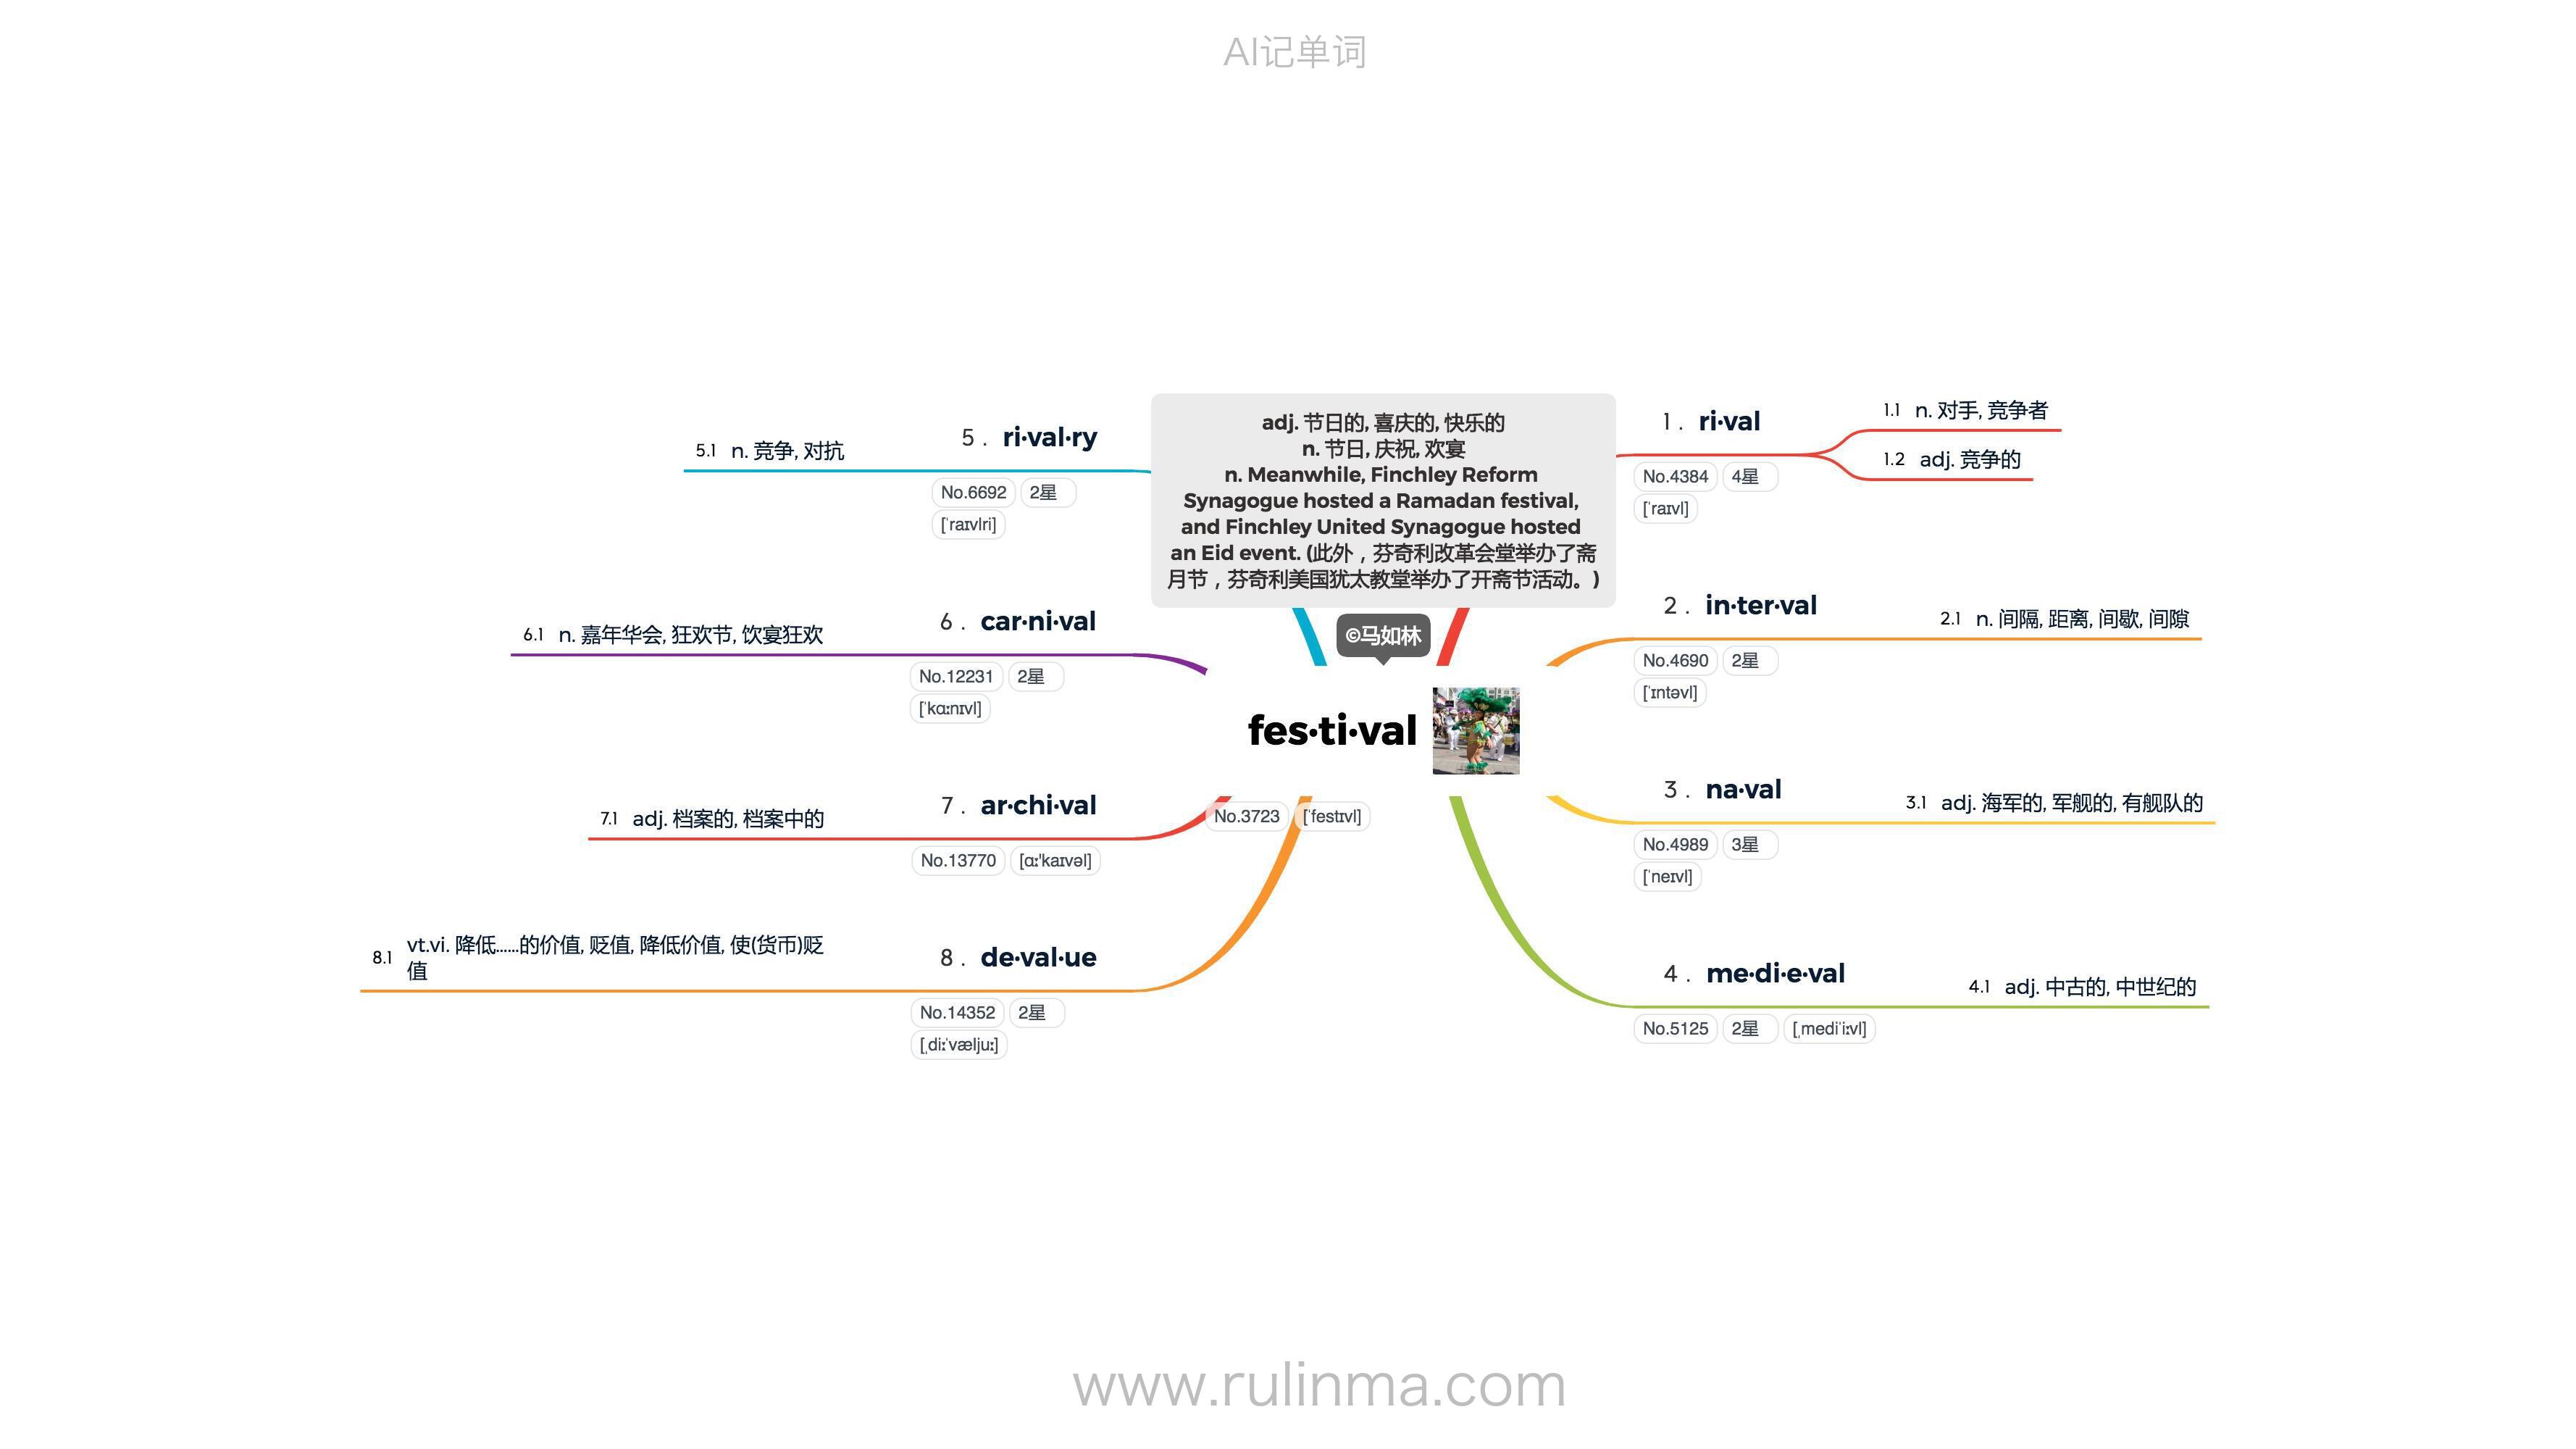 AI记单词
adj. 节日的, 喜庆的, 快乐的
n. 节日, 庆祝, 欢宴
n. Meanwhile, Finchley Reform
Synagogue hosted a Ramadan festival,
and Finchley United Synagogue hosted
an Eid event. (此外，芬奇利改革会堂举办了斋
月节，芬奇利美国犹太教堂举办了开斋节活动。)
©马如林
fes·ti·val
No.3723 [ˈfestɪvl]
1. ri·val
No.4384 4星
[ˈraɪvl]
1.1 n. 对手, 竞争者
1.2 adj. 竞争的
2. in·ter·val
No.4690 2星
[ˈɪntəvl]
2.1 n. 间隔, 距离, 间歇, 间隙
3. na·val
No.4989 3星
[ˈneɪvl]
3.1 adj. 海军的, 军舰的, 有舰队的
4. me·di·e·val
No.5125 2星 [ˌmediˈiːvl]
4.1 adj. 中古的, 中世纪的
5. ri·val·ry
No.6692 2星
[ˈraɪvlri]
5.1 n. 竞争, 对抗
6. car·ni·val
No.12231 2星
[ˈkɑːnɪvl]
6.1 n. 嘉年华会, 狂欢节, 饮宴狂欢
7. ar·chi·val
No.13770 [ɑː'kaɪvəl]
7.1 adj. 档案的, 档案中的
8. de·val·ue
No.14352 2星
[ˌdiːˈvæljuː]
8.1 vt.vi. 降低……的价值, 贬值, 降低价值, 使(货币)贬
值
www.rulinma.com